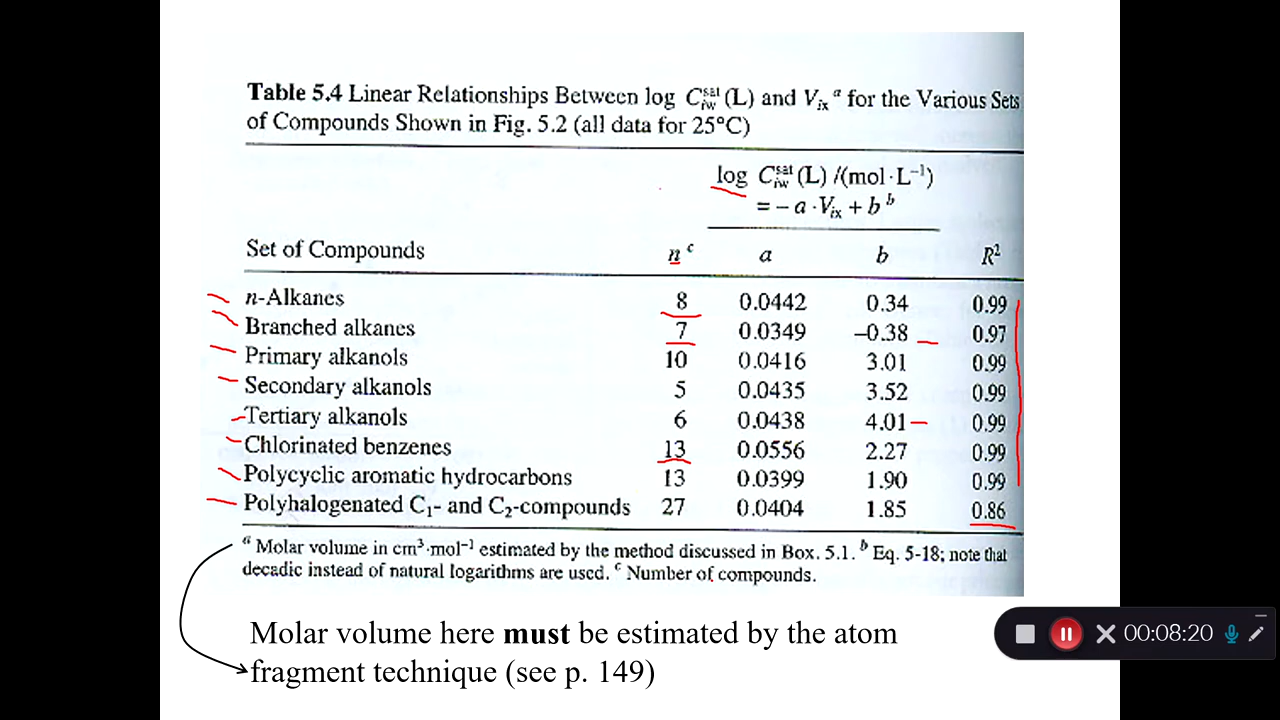 Table 5.4 Linear Relationships Between log C_iw^sat (L) and V_ix ^a for the Various Sets
of Compounds Shown in Fig. 5.2 (all data for 25°C)
log C_iw^sat (L) /(mol·L⁻¹)
= – a · V_ix + b ^b
Set of Compounds n ^c a b R²
n-Alkanes 8 0.0442 0.34 0.99
Branched alkanes 7 0.0349 –0.38 0.97
Primary alkanols 10 0.0416 3.01 0.99
Secondary alkanols 5 0.0435 3.52 0.99
Tertiary alkanols 6 0.0438 4.01 0.99
Chlorinated benzenes 13 0.0556 2.27 0.99
Polycyclic aromatic hydrocarbons 13 0.0399 1.90 0.99
Polyhalogenated C₁- and C₂-compounds 27 0.0404 1.85 0.86
^a Molar volume in cm³·mol⁻¹ estimated by the method discussed in Box. 5.1. ^b Eq. 5-18; note that
decadic instead of natural logarithms are used. ^c Number of compounds.
Molar volume here must be estimated by the atom
fragment technique (see p. 149)
00:08:20